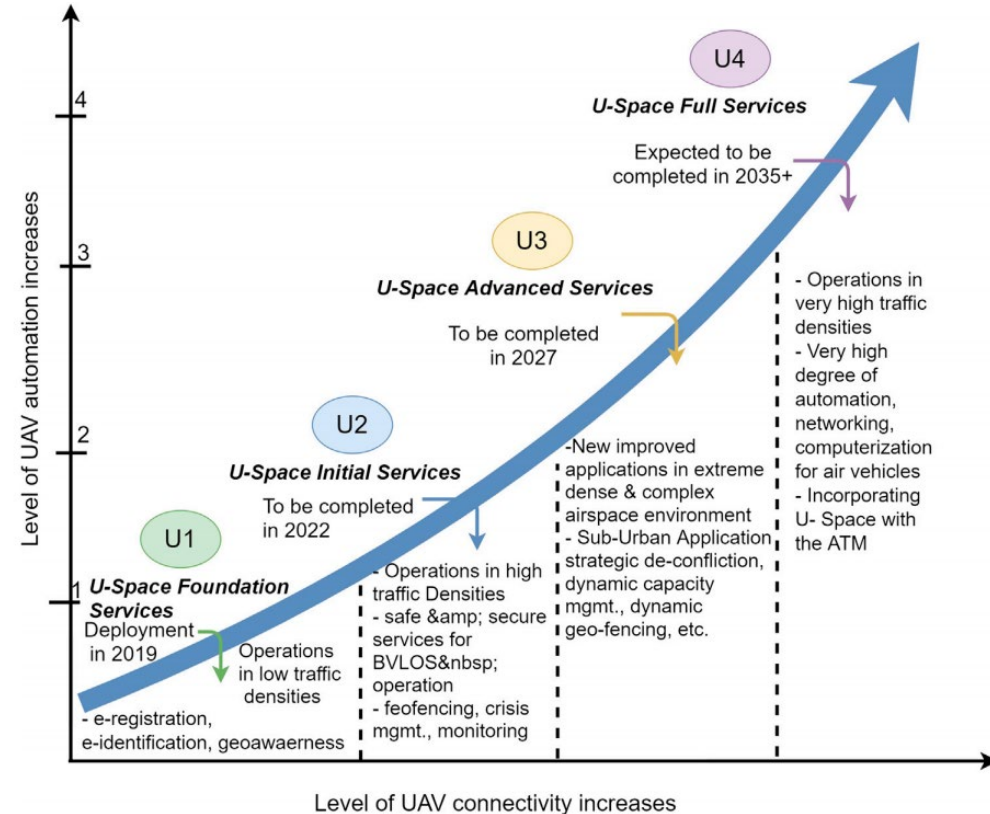 U4
U-Space Full Services
Expected to be
completed in 2035+
4
U3
U-Space Advanced Services
To be completed
in 2027
3
- Operations in
very high traffic
densities
- Very high
degree of
automation,
networking,
computerization
for air vehicles
- Incorporating
U- Space with
the ATM
U2
U-Space Initial Services
To be completed
in 2022
2
-New improved
applications in extreme
dense & complex
airspace environment
- Sub-Urban Application
strategic de-confliction,
dynamic capacity
mgmt., dynamic
geo-fencing, etc.
U1
U-Space Foundation
Services
Deployment
in 2019
1
Operations
in low traffic
densities
- e-registration,
e-identification, geoawaerness
- Operations in high
traffic Densities
- safe &amp; secure
services for
BVLOS&nbsp;
operation
- feofencing, crisis
mgmt., monitoring
Level of UAV automation increases
Level of UAV connectivity increases